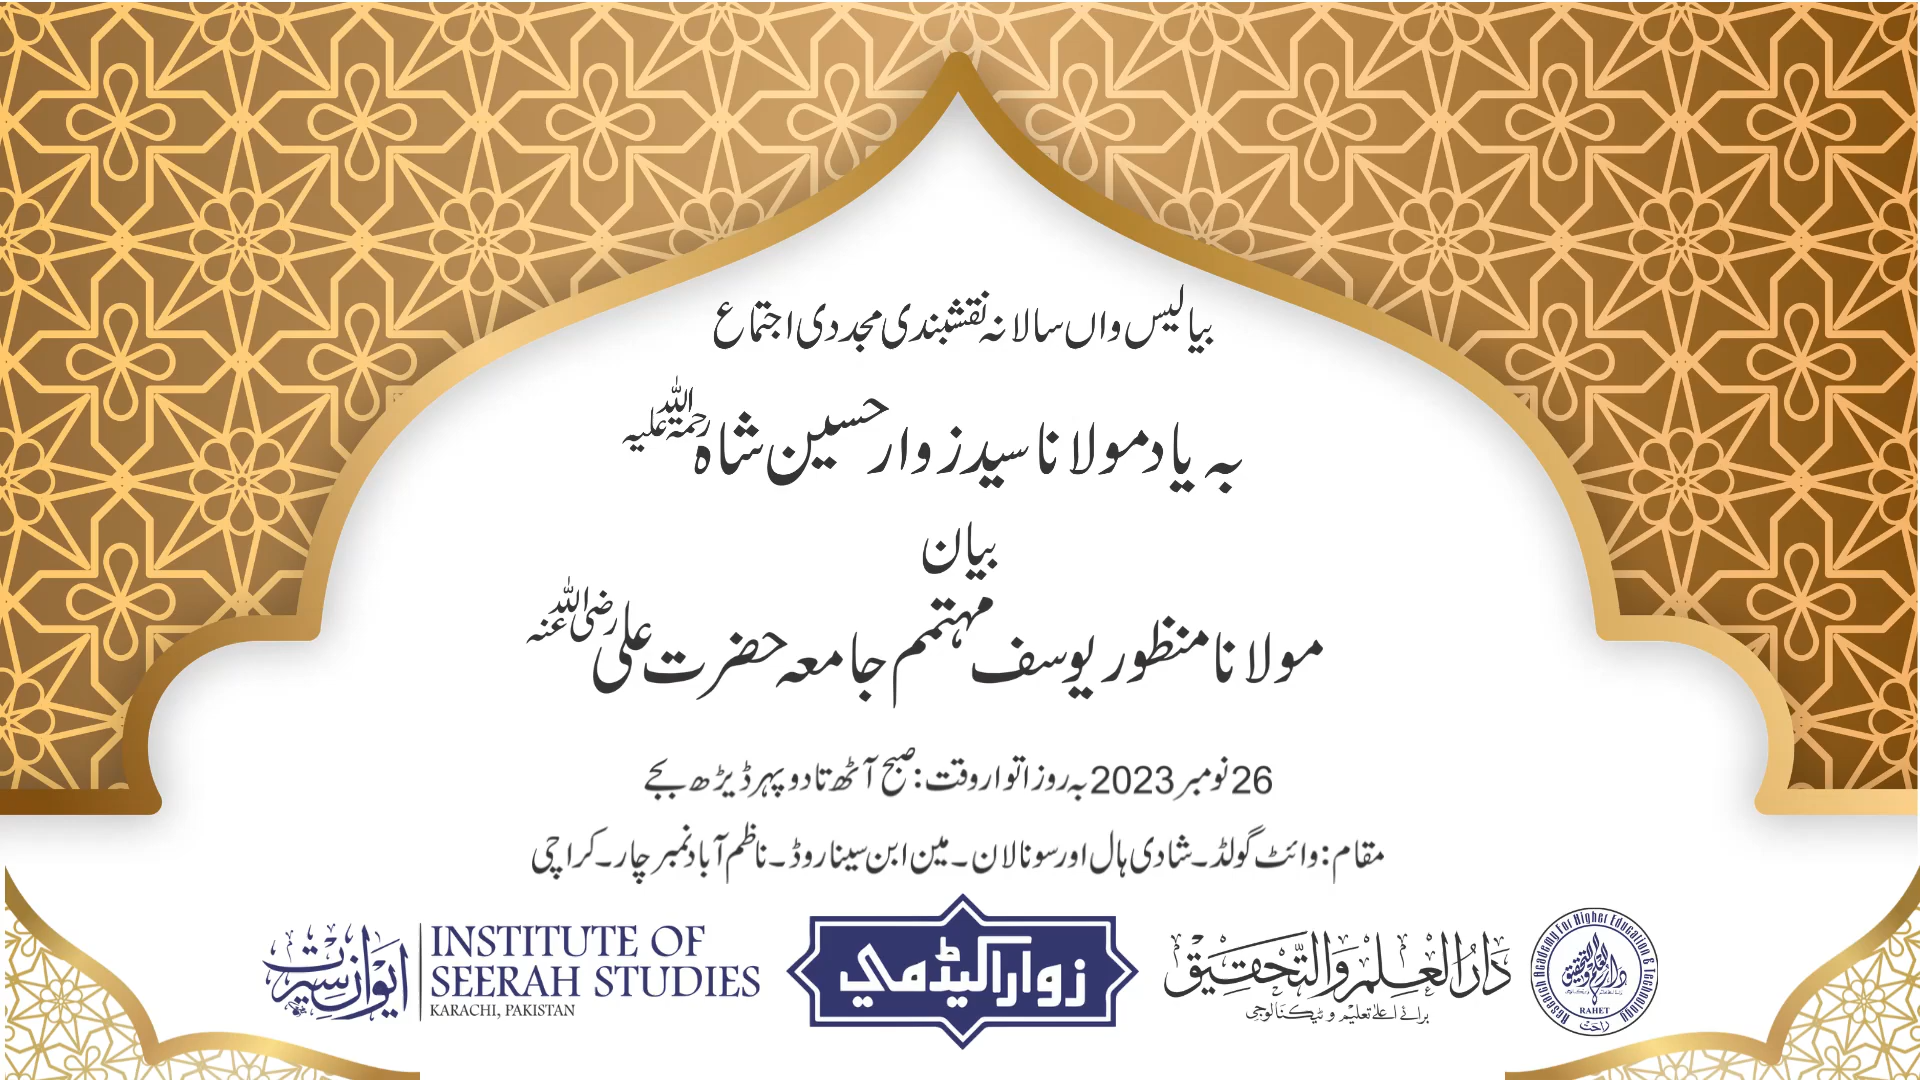 بیالیس واں سالانہ نقشبندی مجددی اجتماع
بہ یاد مولانا سید زوار حسین شاہ رحمۃ اللہ علیہ
بیان
مولانا منظور یوسف مہتمم جامعہ حضرت علی رضی اللہ عنہ
26 نومبر 2023 بہ روز اتوار وقت: صبح آٹھ تا دوپہر ڈیڑھ بجے
مقام: وائٹ گولڈ۔ شادی ہال اور سونا لان۔ مین ابن سینا روڈ۔ ناظم آباد نمبر چار۔ کراچی
ایوان سیرت
INSTITUTE OF
SEERAH STUDIES
KARACHI, PAKISTAN
زوار اکیڈمی
دار العلم والتحقیق
برائے اعلیٰ تعلیم و ٹیکنالوجی
Research Academy For Higher Education & Technology
دار العلم والتحقیق
RAHET
راحت